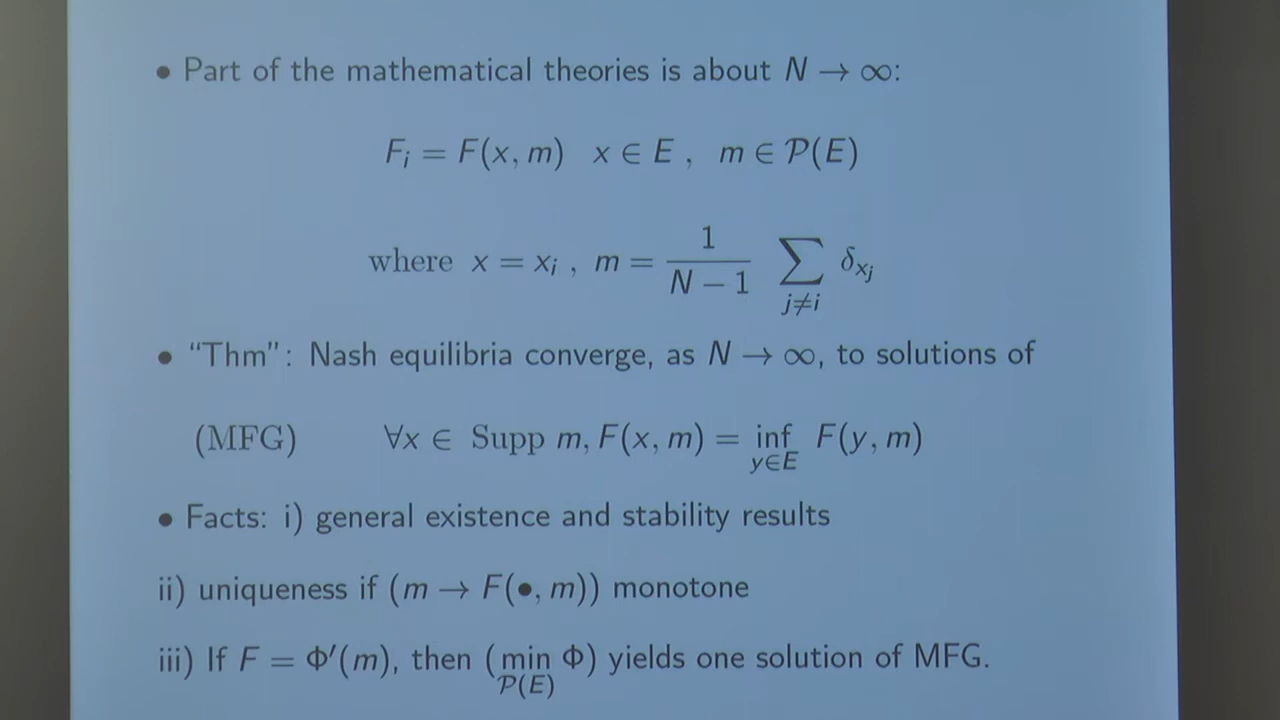 • Part of the mathematical theories is about N → ∞:
F_i = F(x, m)   x ∈ E ,   m ∈ P(E)
where x = x_i , m = 1/(N − 1) ∑_{j≠i} δ_{x_j}
• “Thm”: Nash equilibria converge, as N → ∞, to solutions of
(MFG)   ∀x ∈ Supp m, F(x, m) = inf_{y∈E} F(y, m)
• Facts: i) general existence and stability results
ii) uniqueness if (m → F(•, m)) monotone
iii) If F = Φ′(m), then (min_{P(E)} Φ) yields one solution of MFG.